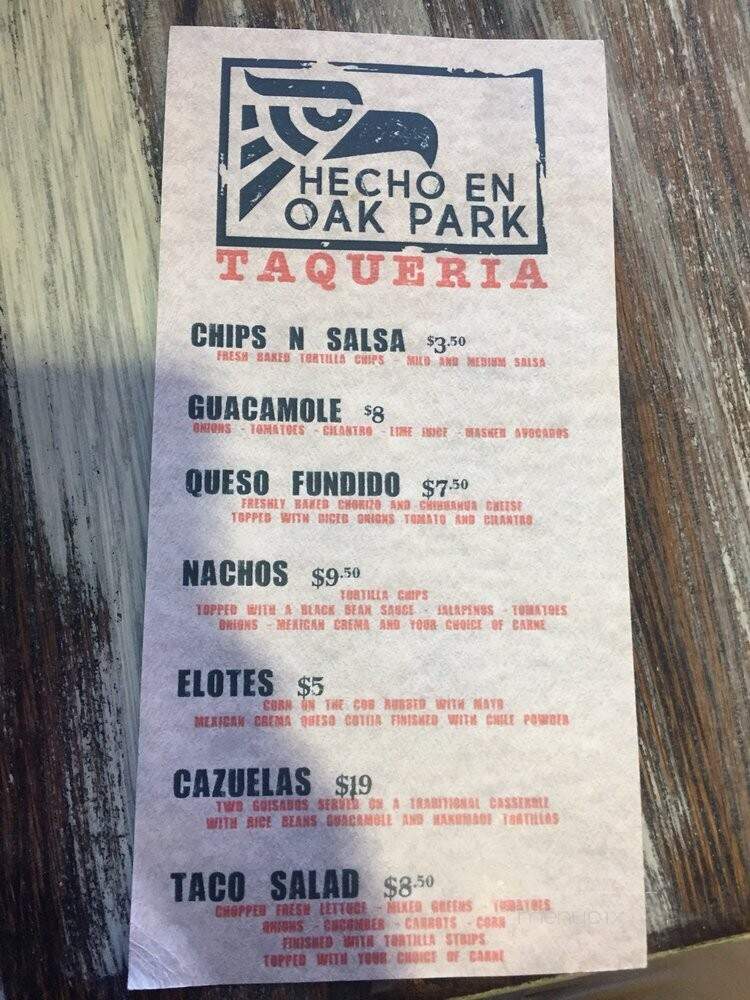 HECHO EN
OAK PARK
TAQUERIA
CHIPS N SALSA $3.50
FRESH BAKED TORTILLA CHIPS - MILD AND MEDIUM SALSA
GUACAMOLE $8
ONIONS - TOMATOES - CILANTRO - LIME JUICE - MASHED AVOCADOS
QUESO FUNDIDO $7.50
FRESHLY BAKED CHORIZO AND CHIHUAHUA CHEESE
TOPPED WITH DICED ONIONS TOMATO AND CILANTRO
NACHOS $9.50
TORTILLA CHIPS
TOPPED WITH A BLACK BEAN SAUCE - JALAPENOS - TOMATOES
ONIONS - MEXICAN CREMA AND YOUR CHOICE OF CARNE
ELOTES $5
CORN ON THE COB RUBBED WITH MAYO
MEXICAN CREMA QUESO COTIJA FINISHED WITH CHILE POWDER
CAZUELAS $19
TWO GUISADOS SERVED ON A TRADITIONAL CASSEROLE
WITH RICE BEANS GUACAMOLE AND HANDMADE TORTILLAS
TACO SALAD $8.50
CHOPPED FRESH LETTUCE - MIXED GREENS - TOMATOES
ONIONS - CUCUMBER - CARROTS - CORN
FINISHED WITH TORTILLA STRIPS
TOPPED WITH YOUR CHOICE OF CARNE